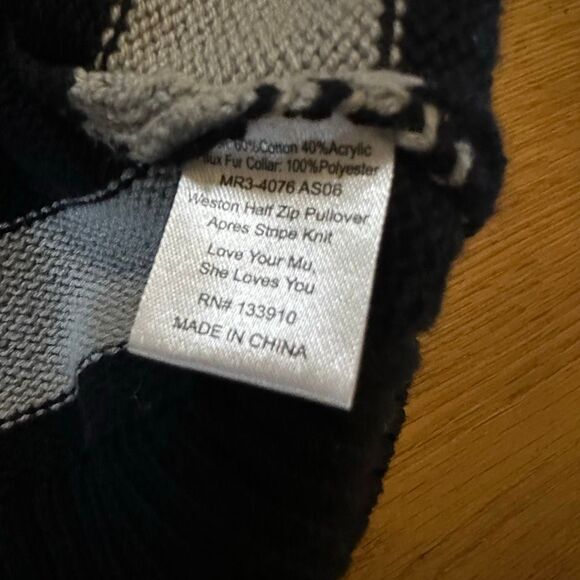 60%Cotton 40%Acrylic
ux Fur Collar: 100%Polyester
MR3-4076 AS06
Weston Half Zip Pullover
Apres Stripe Knit
Love Your Mu,
She Loves You
RN# 133910
MADE IN CHINA